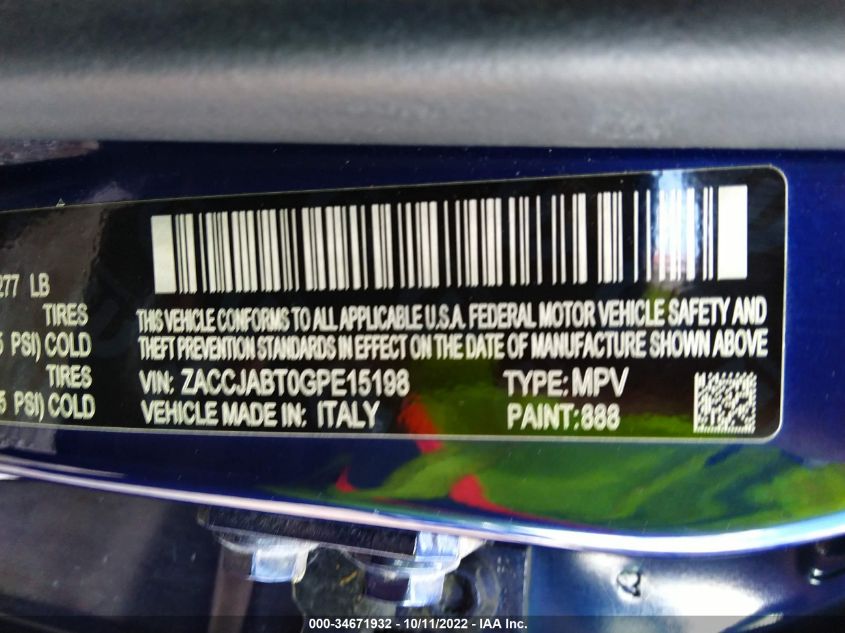 277 LB
TIRES
5 PSI) COLD
TIRES
5 PSI) COLD
THIS VEHICLE CONFORMS TO ALL APPLICABLE U.S.A. FEDERAL MOTOR VEHICLE SAFETY AND
THEFT PREVENTION STANDARDS IN EFFECT ON THE DATE OF MANUFACTURE SHOWN ABOVE
VIN: ZACCJABT0GPE15198 TYPE: MPV
VEHICLE MADE IN: ITALY PAINT: 888
000-34671932 - 10/11/2022 - IAA Inc.